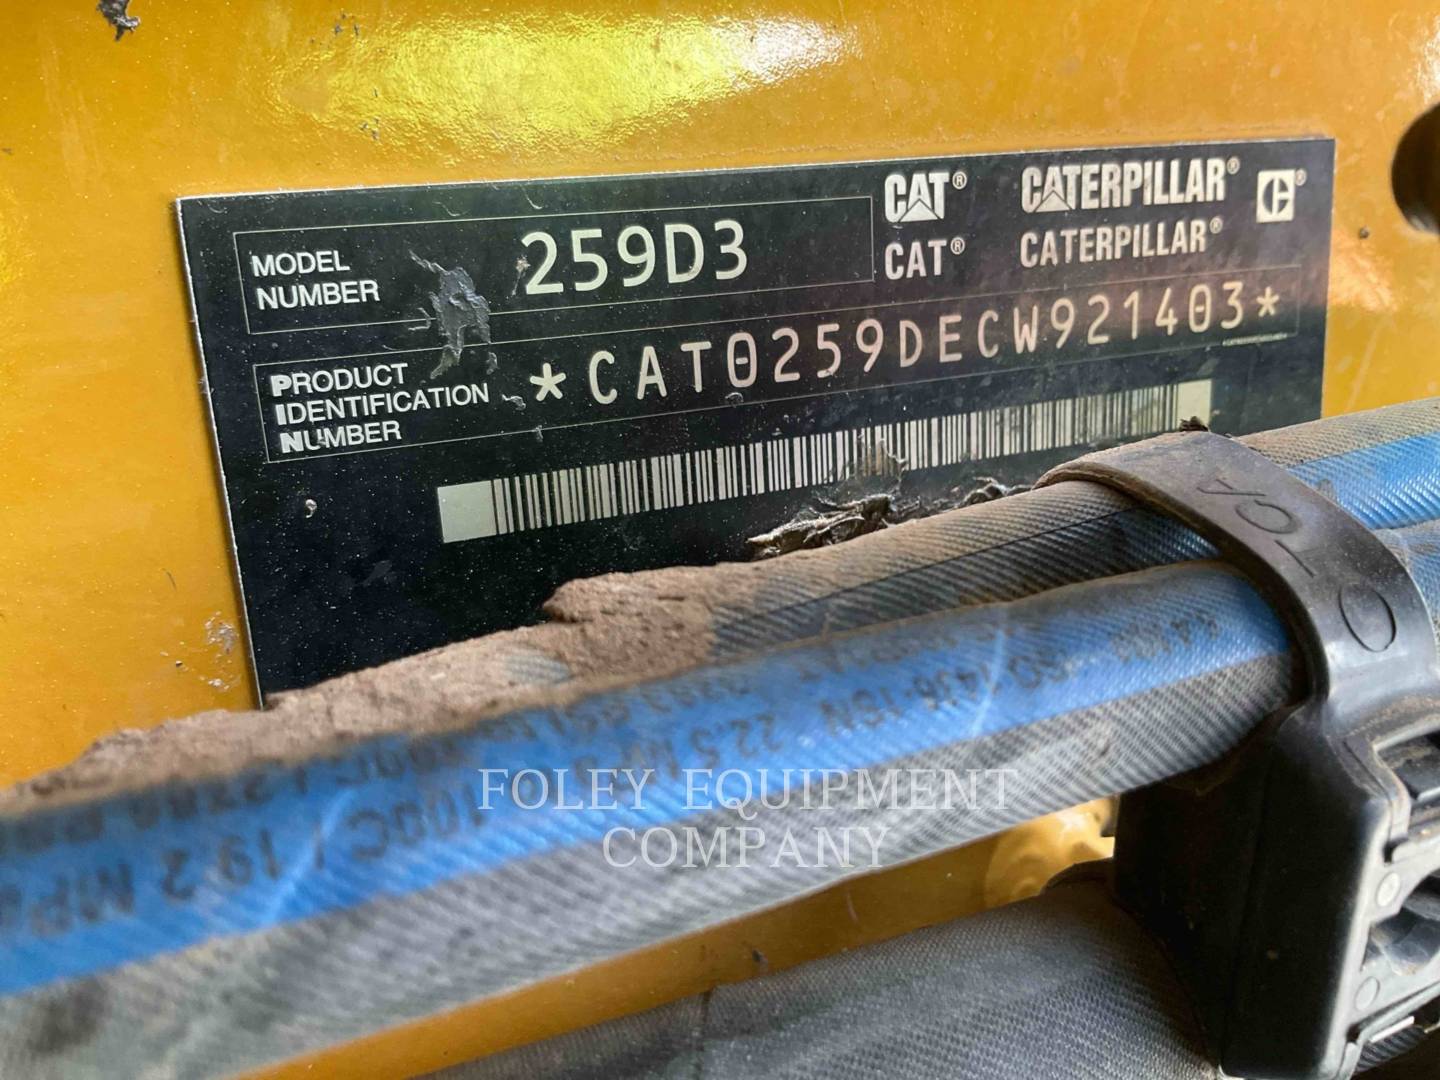 MODEL NUMBER 259D3
CAT® CATERPILLAR® ®
CAT® CATERPILLAR®
PRODUCT IDENTIFICATION NUMBER *CAT0259DECW921403*
FOLEY EQUIPMENT
COMPANY